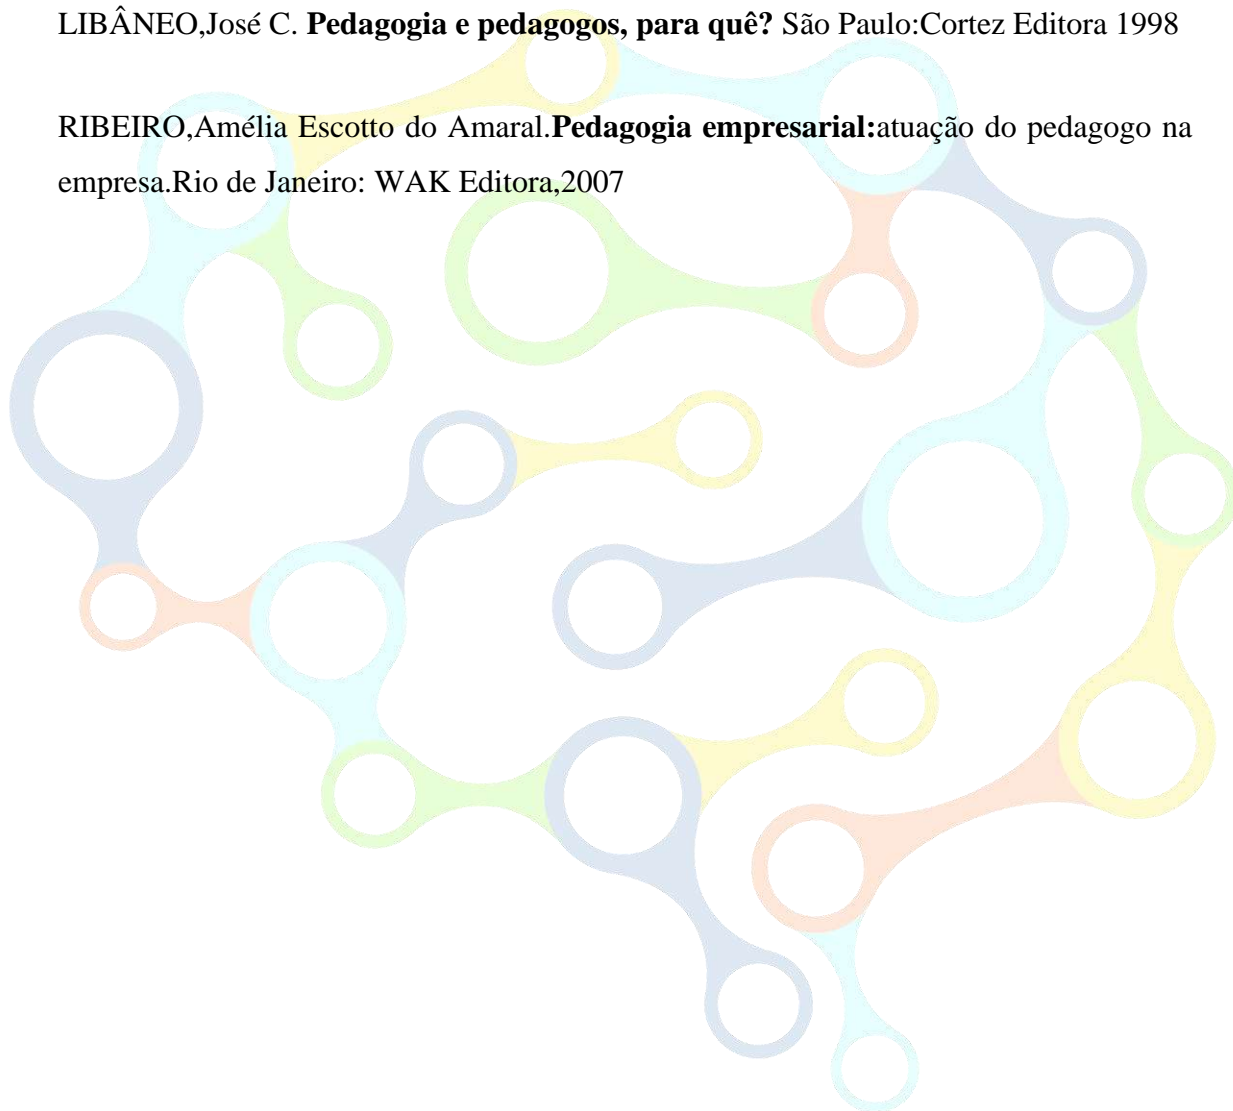 LIBÂNEO,José C. Pedagogia e pedagogos, para quê? São Paulo:Cortez Editora 1998
RIBEIRO,Amélia Escotto do Amaral.Pedagogia empresarial:atuação do pedagogo na
empresa.Rio de Janeiro: WAK Editora,2007